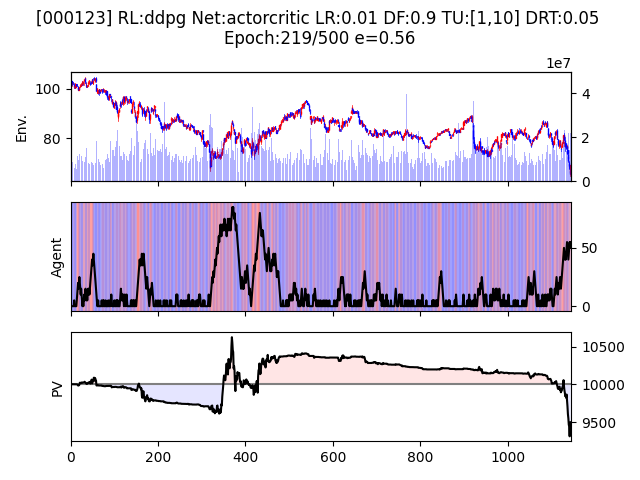 [000123] RL:ddpg Net:actorcritic LR:0.01 DF:0.9 TU:[1,10] DRT:0.05
Epoch:219/500 e=0.56
1e7
100
80
Env.
4
2
0
Agent
50
0
PV
10500
10000
9500
0 200 400 600 800 1000